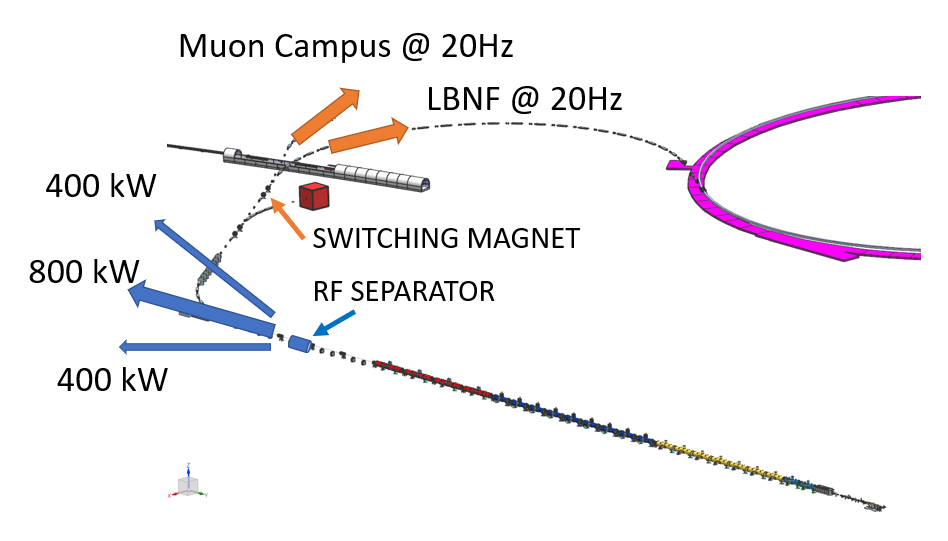 Muon Campus @ 20Hz
LBNF @ 20Hz
400 kW
SWITCHING MAGNET
800 kW
RF SEPARATOR
400 kW
Z
X
Y